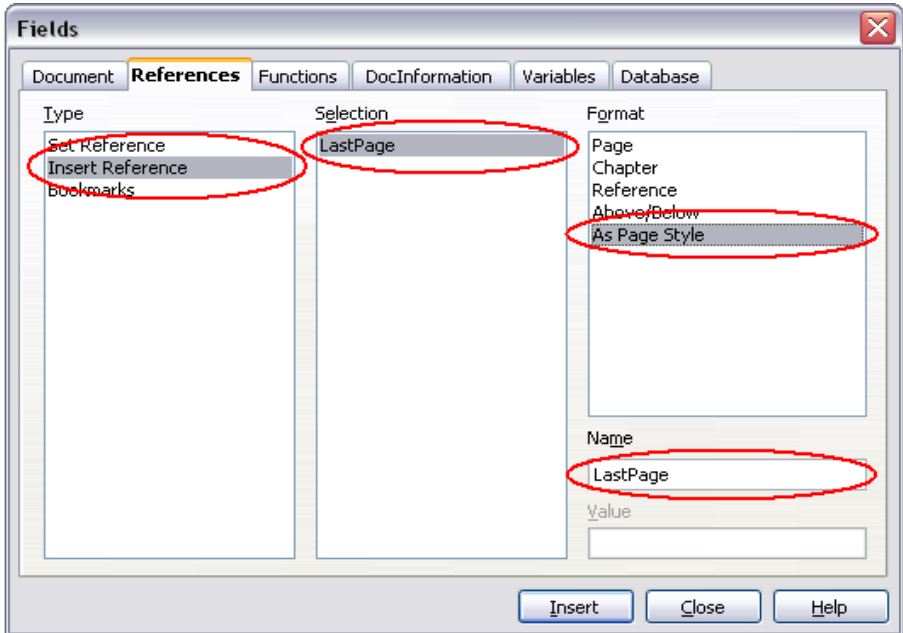 Fields
Document References Functions DocInformation Variables Database
Type
Set Reference
Insert Reference
Bookmarks
Selection
LastPage
Format
Page
Chapter
Reference
Above/Below
As Page Style
Name
LastPage
Value
Insert Close Help